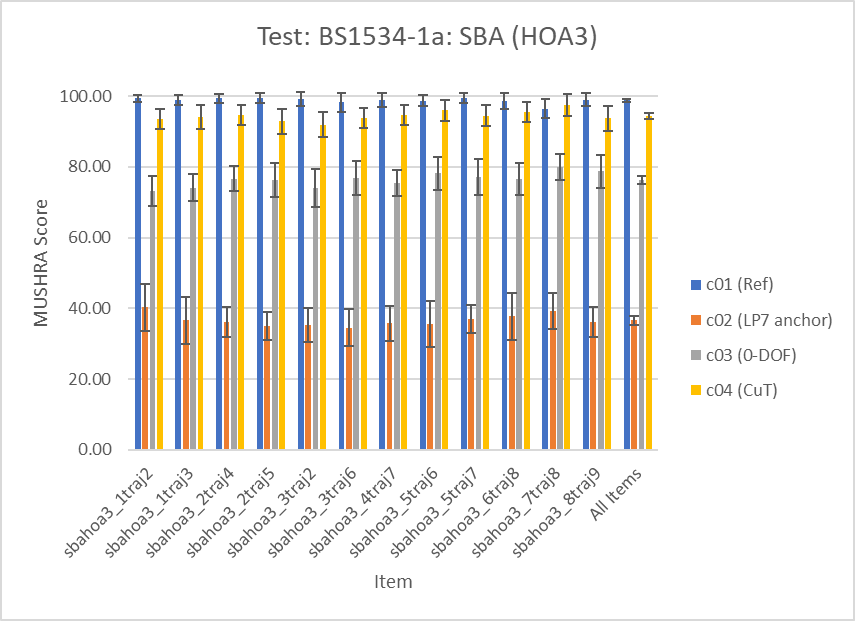 Test: BS1534-1a: SBA (HOA3)
100.00
80.00
60.00
40.00
20.00
0.00
MUSHRA Score
sbahoa3_1traj2
sbahoa3_1traj3
sbahoa3_2traj4
sbahoa3_2traj5
sbahoa3_3traj2
sbahoa3_3traj6
sbahoa3_4traj7
sbahoa3_5traj6
sbahoa3_5traj7
sbahoa3_6traj8
sbahoa3_7traj8
sbahoa3_8traj9
All Items
Item
c01 (Ref)
c02 (LP7 anchor)
c03 (0-DOF)
c04 (CuT)